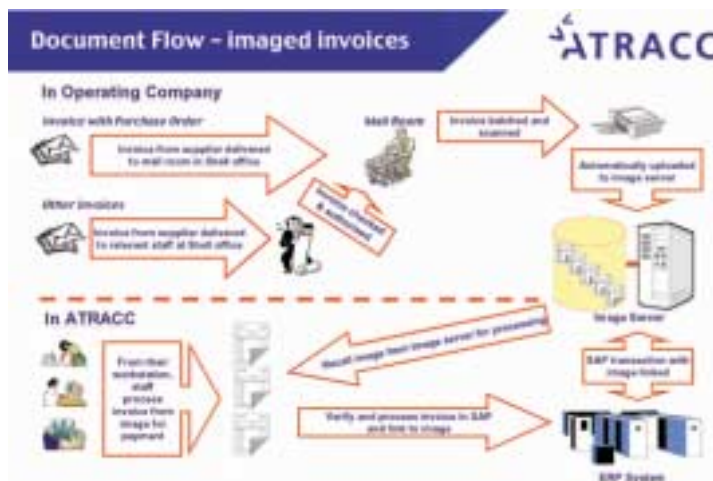 Document Flow – imaged invoices
ATRACC
In Operating Company
Invoice with Purchase Order
Mail Room
Invoice batched and
scanned
Invoice from supplier delivered
to mail room in Shell office
Automatically uploaded
to image server
Other Invoices
Invoice checked
& authorised
Invoice from supplier delivered
to relevant staff at Shell office
Image Server
In ATRACC
Recall image from image server for processing
From their
workstation,
staff
process
invoice from
image for
payment
SAP transaction with
image linked
Verify and process invoice in SAP
and link to image
ERP System